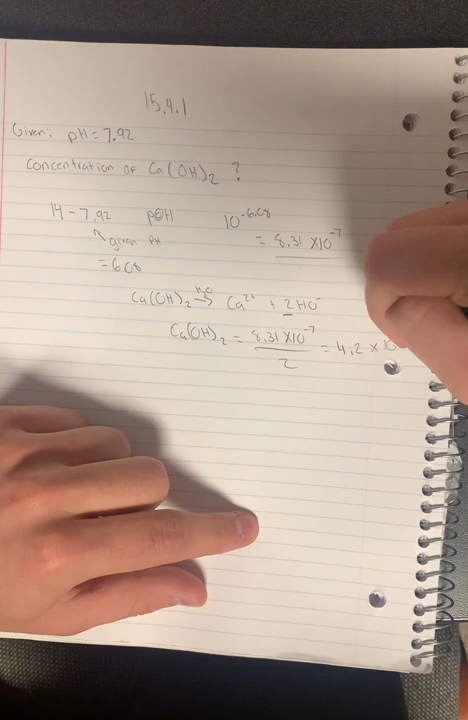 15.4.1
Given: pH = 7.92
Concentration of Ca(OH)₂ ?
14 - 7.92 pOH 10^-6.08
given pH = 8.31 X10^-7
= 6.08
Ca(OH)₂ H₂O→ Ca²⁺ + 2HO⁻
Ca(OH)₂ = 8.31 X10^-7 / 2 = 4.2 x 10